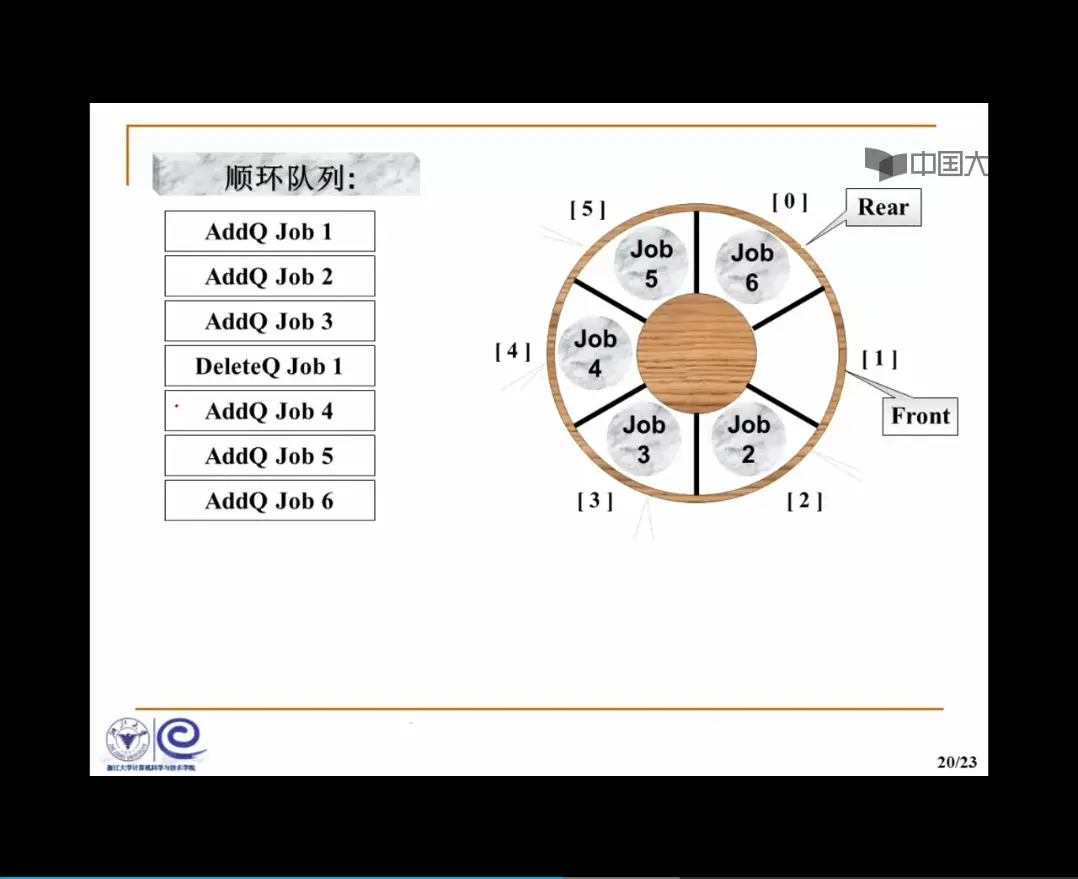 中国大
顺环队列:
AddQ Job 1
AddQ Job 2
AddQ Job 3
DeleteQ Job 1
AddQ Job 4
AddQ Job 5
AddQ Job 6
[ 5 ]
[ 0 ]
Rear
Job
5
Job
6
[ 4 ]
Job
4
[ 1 ]
Front
Job
3
Job
2
[ 3 ]
[ 2 ]
浙江大学计算机科学与技术学院
20/23